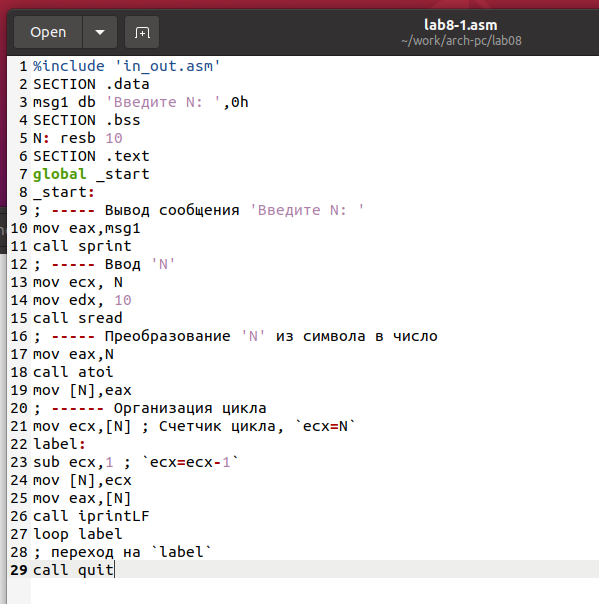 Open
lab8-1.asm
~/work/arch-pc/lab08
1 %include 'in_out.asm'
2 SECTION .data
3 msg1 db 'Введите N: ',0h
4 SECTION .bss
5 N: resb 10
6 SECTION .text
7 global _start
8 _start:
9 ; ----- Вывод сообщения 'Введите N: '
10 mov eax,msg1
11 call sprint
12 ; ----- Ввод 'N'
13 mov ecx, N
14 mov edx, 10
15 call sread
16 ; ----- Преобразование 'N' из символа в число
17 mov eax,N
18 call atoi
19 mov [N],eax
20 ; ------ Организация цикла
21 mov ecx,[N] ; Счетчик цикла, `ecx=N`
22 label:
23 sub ecx,1 ; `ecx=ecx-1`
24 mov [N],ecx
25 mov eax,[N]
26 call iprintLF
27 loop label
28 ; переход на `label`
29 call quit